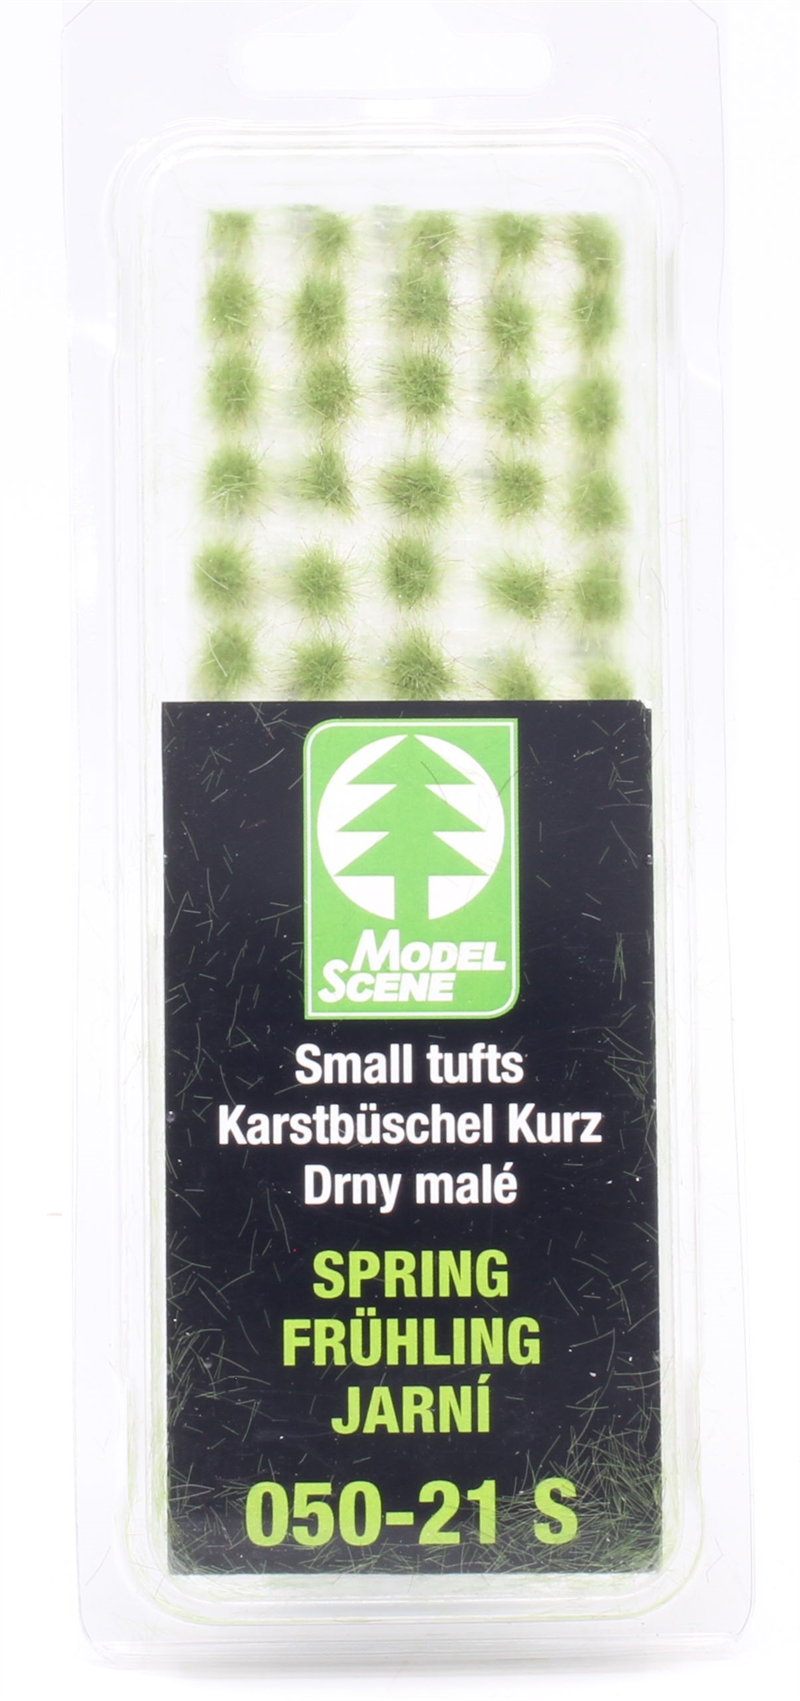 MODEL
SCENE
Small tufts
Karstbüschel Kurz
Drny malé
SPRING
FRÜHLING
JARNÍ
050-21 S